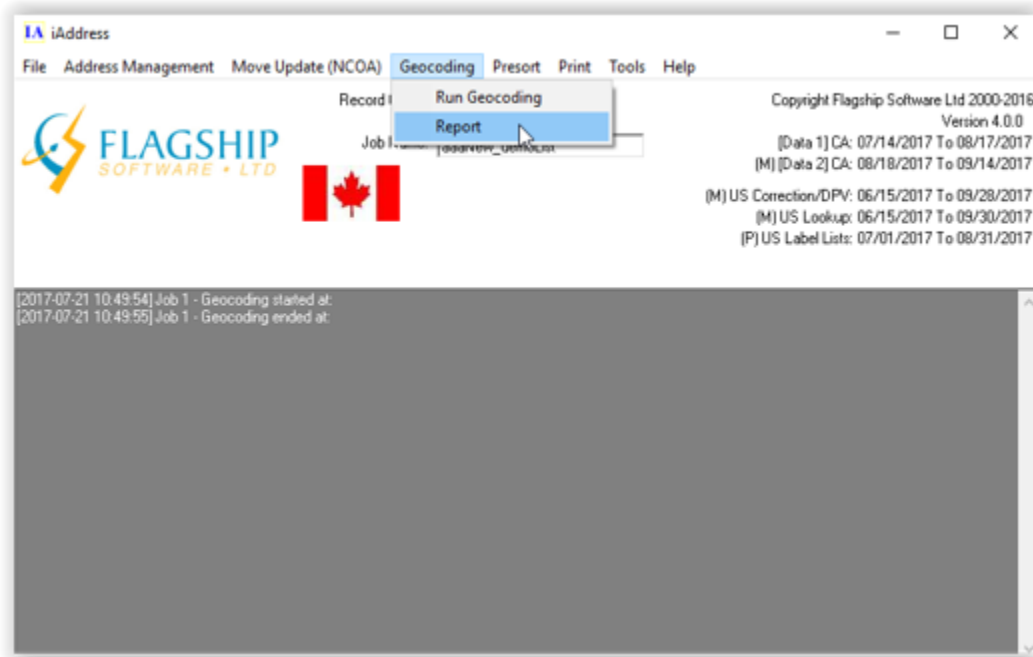 IA iAddress
File Address Management Move Update (NCOA) Geocoding Presort Print Tools Help
Run Geocoding
Report
Record
Job
FLAGSHIP
SOFTWARE • LTD
Copyright Flagship Software Ltd 2000-2016
Version 4.0.0
[Data 1] CA: 07/14/2017 To 08/17/2017
(M) [Data 2] CA: 08/18/2017 To 09/14/2017
(M) US Correction/DPV: 06/15/2017 To 09/28/2017
(M) US Lookup: 06/15/2017 To 09/30/2017
(P) US Label Lists: 07/01/2017 To 08/31/2017
[2017-07-21 10:49:54] Job 1 - Geocoding started at:
[2017-07-21 10:49:55] Job 1 - Geocoding ended at: